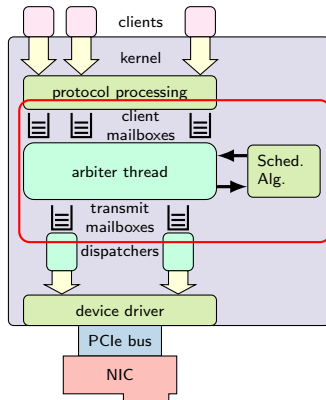 clients
kernel
protocol processing
client
mailboxes
arbiter thread
Sched.
Alg.
transmit
mailboxes
dispatchers
device driver
PCIe bus
NIC